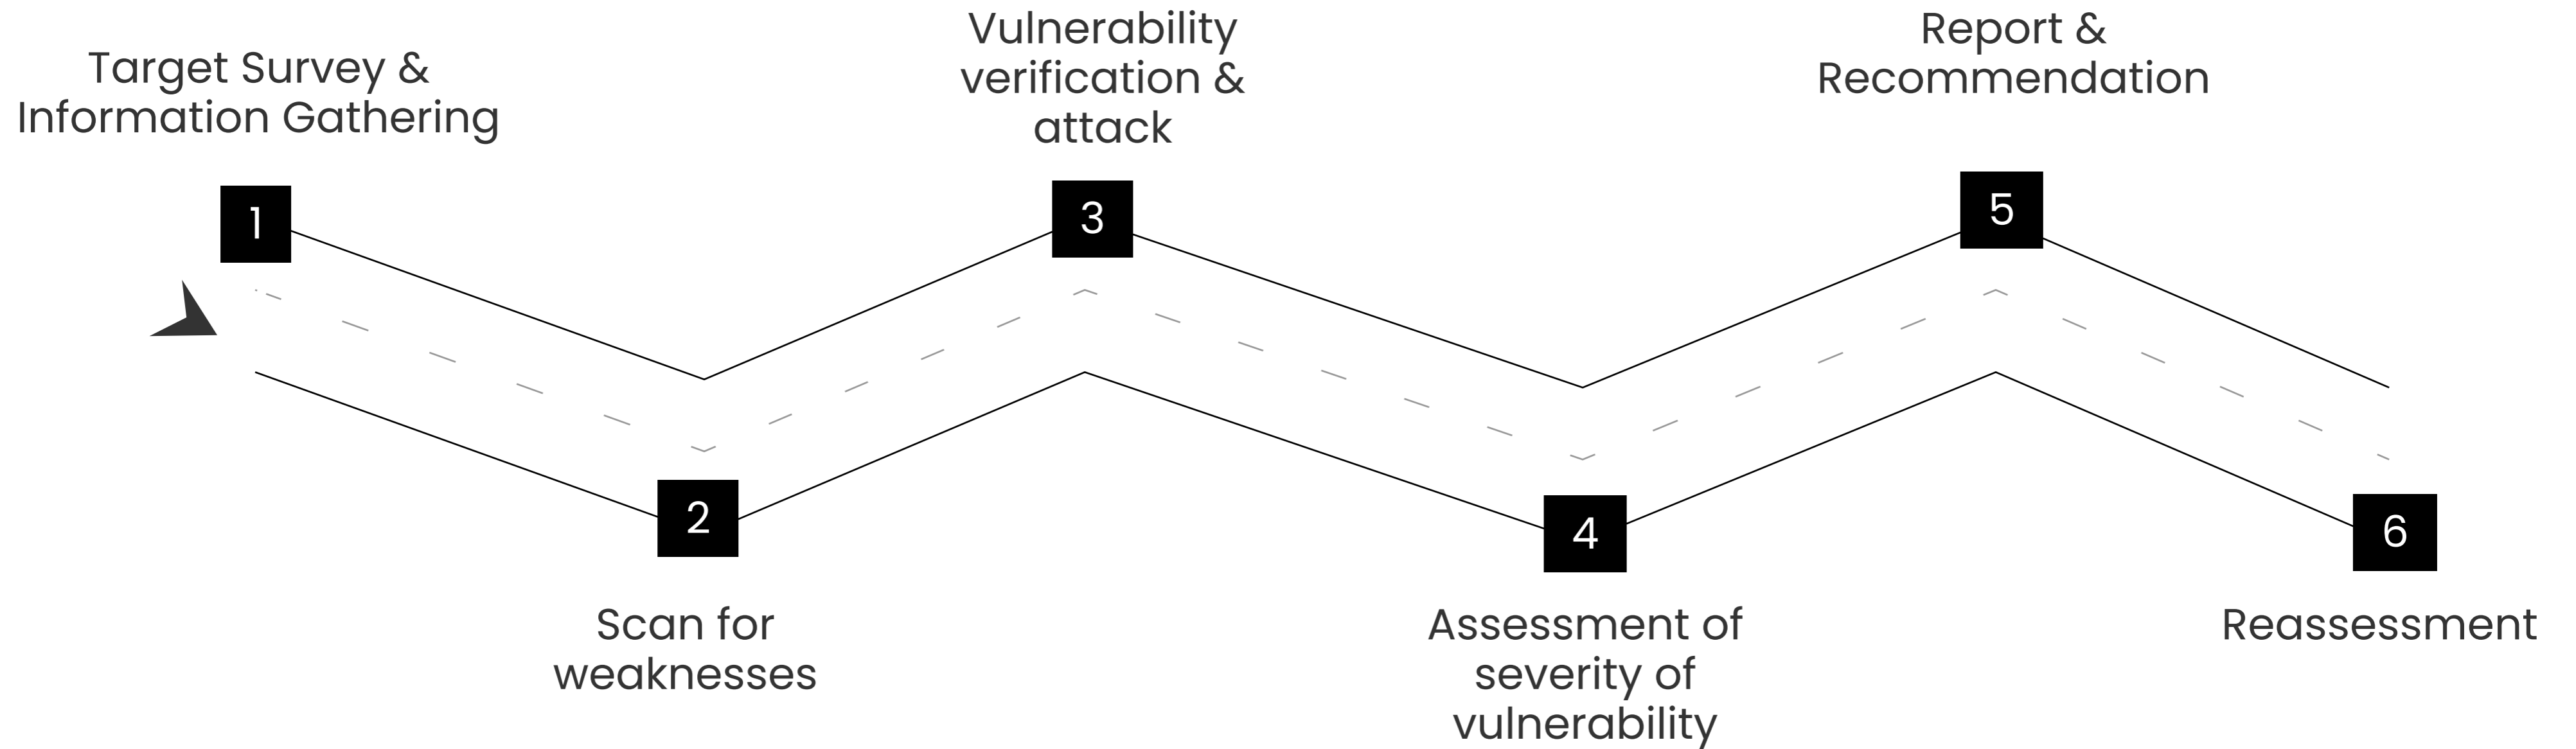 Target Survey &
Information Gathering
1
2
Scan for
weaknesses
Vulnerability
verification &
attack
3
4
Assessment of
severity of
vulnerability
Report &
Recommendation
5
6
Reassessment